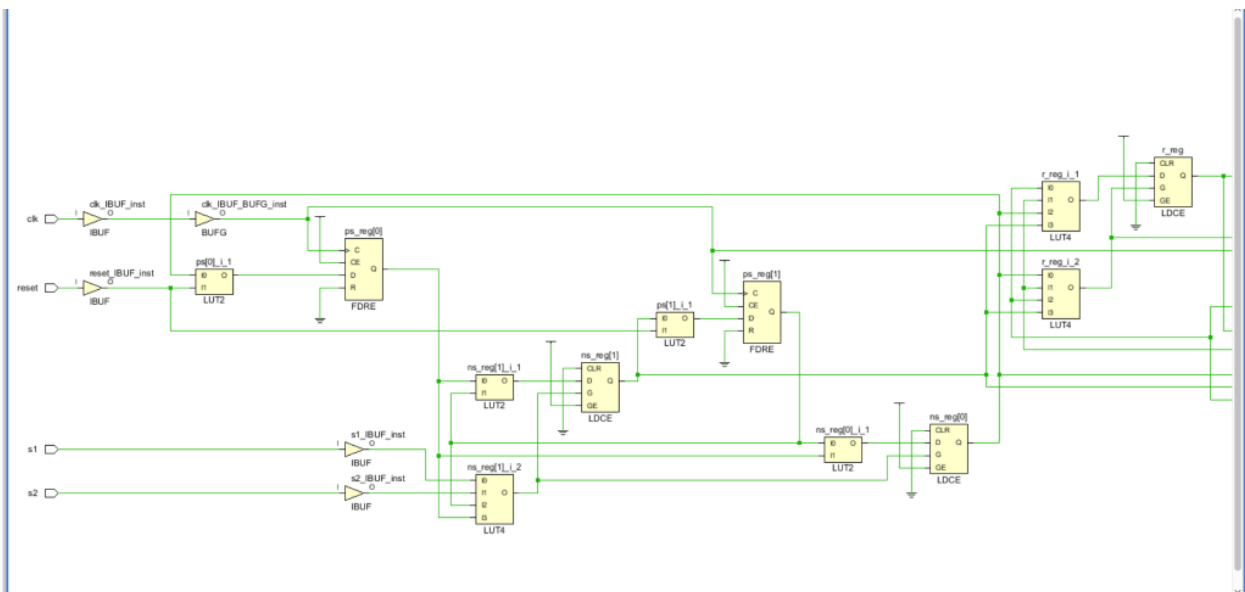 clk
I
clk_IBUF_inst
O
IBUF
I
clk_IBUF_BUFG_inst
O
BUFG
reset
I
reset_IBUF_inst
O
IBUF
ps[0]_i_1
I0 O
I1
LUT2
ps_reg[0]
C
CE
D
R
Q
FDRE
ns_reg[1]_i_1
I0 O
I1
LUT2
ns_reg[1]
CLR
D Q
G
GE
LDCE
s1
I
s1_IBUF_inst
O
IBUF
s2
I
s2_IBUF_inst
O
IBUF
ns_reg[1]_i_2
I0
I1 O
I2
I3
LUT4
ps[1]_i_1
I0 O
I1
LUT2
ps_reg[1]
C
CE
D
R
Q
FDRE
ns_reg[0]_i_1
I0 O
I1
LUT2
ns_reg[0]
CLR
D Q
G
GE
LDCE
r_reg_i_1
I0
I1 O
I2
I3
LUT4
r_reg_i_2
I0
I1 O
I2
I3
LUT4
r_reg
CLR
D Q
G
GE
LDCE